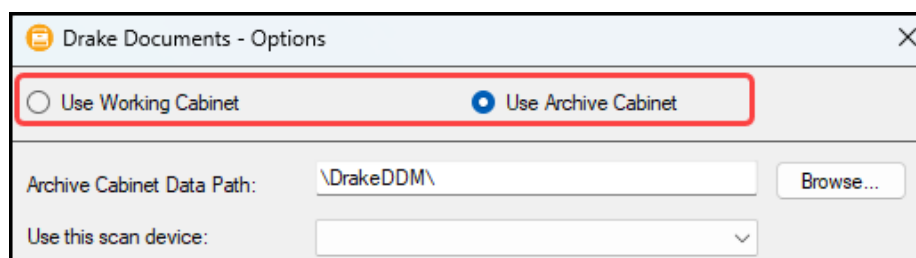 Drake Documents - Options
Use Working Cabinet Use Archive Cabinet
Archive Cabinet Data Path: \DrakeDDM\ Browse...
Use this scan device: